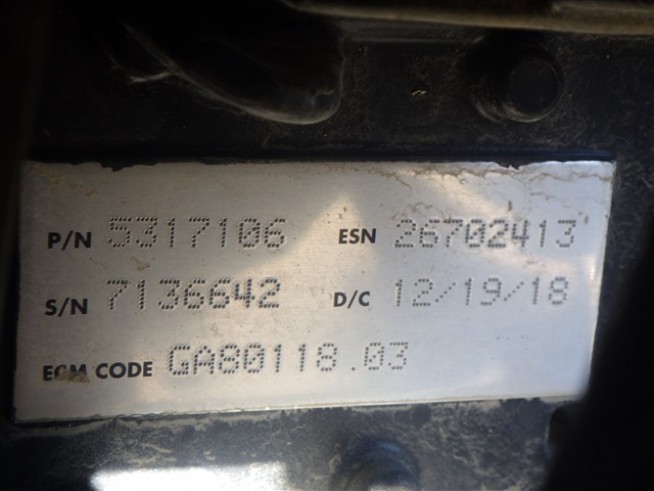 P/N 5317106 ESN 26702413
S/N 7136642 D/C 12/19/18
ECM CODE GA80118.03